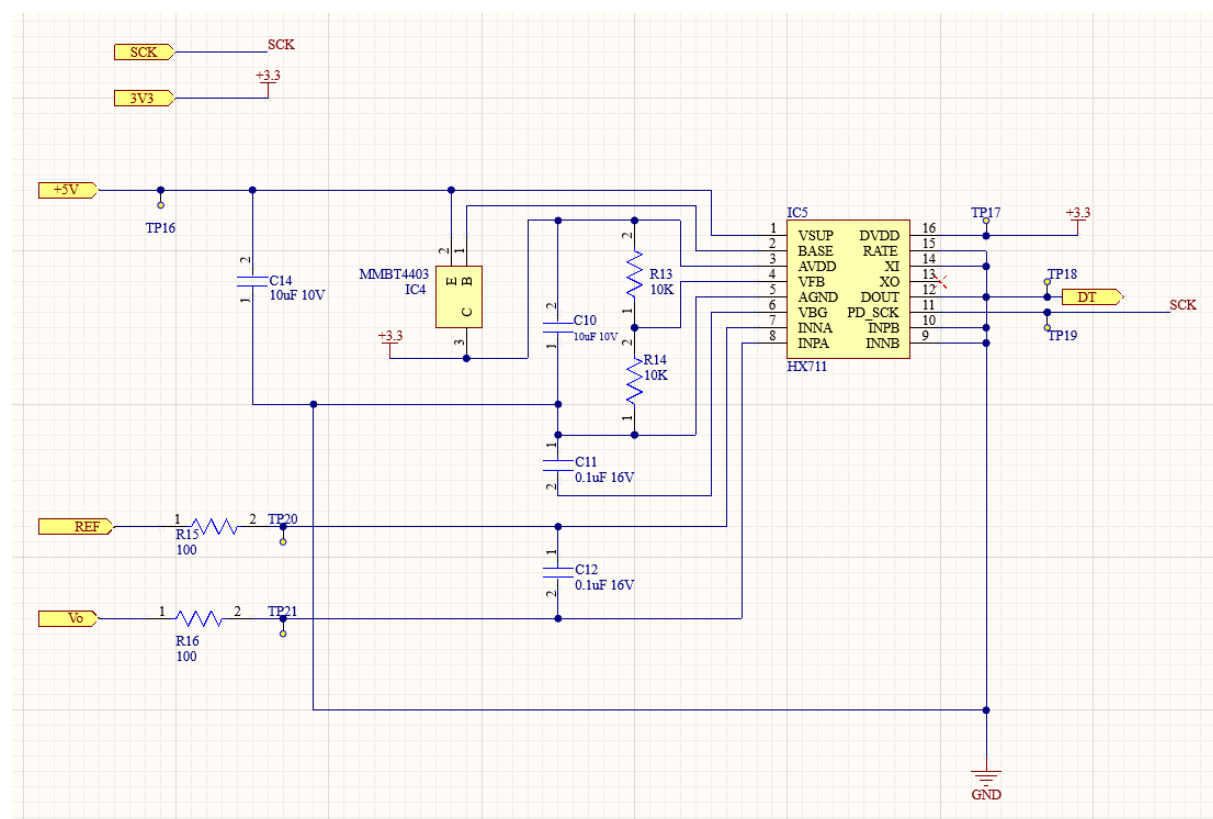 SCK SCK
+3.3
3V3
+5V
TP16
2
C14
10uF 10V
1
MMBT4403
IC4
2 1
E B
C
3
+3.3
2
C10
10uF 10V
1
2
R13
10K
1
2
R14
10K
1
1
C11
0.1uF 16V
2
IC5
1 VSUP DVDD 16
2 BASE RATE 15
3 AVDD XI 14
4 VFB XO 13
5 AGND DOUT 12
6 VBG PD_SCK 11
7 INNA INPB 10
8 INPA INNB 9
HX711
TP17
+3.3
TP18
DT
SCK
TP19
REF
1 2
R15
100
TP20
1
C12
0.1uF 16V
2
Vo
1 2
R16
100
TP21
GND